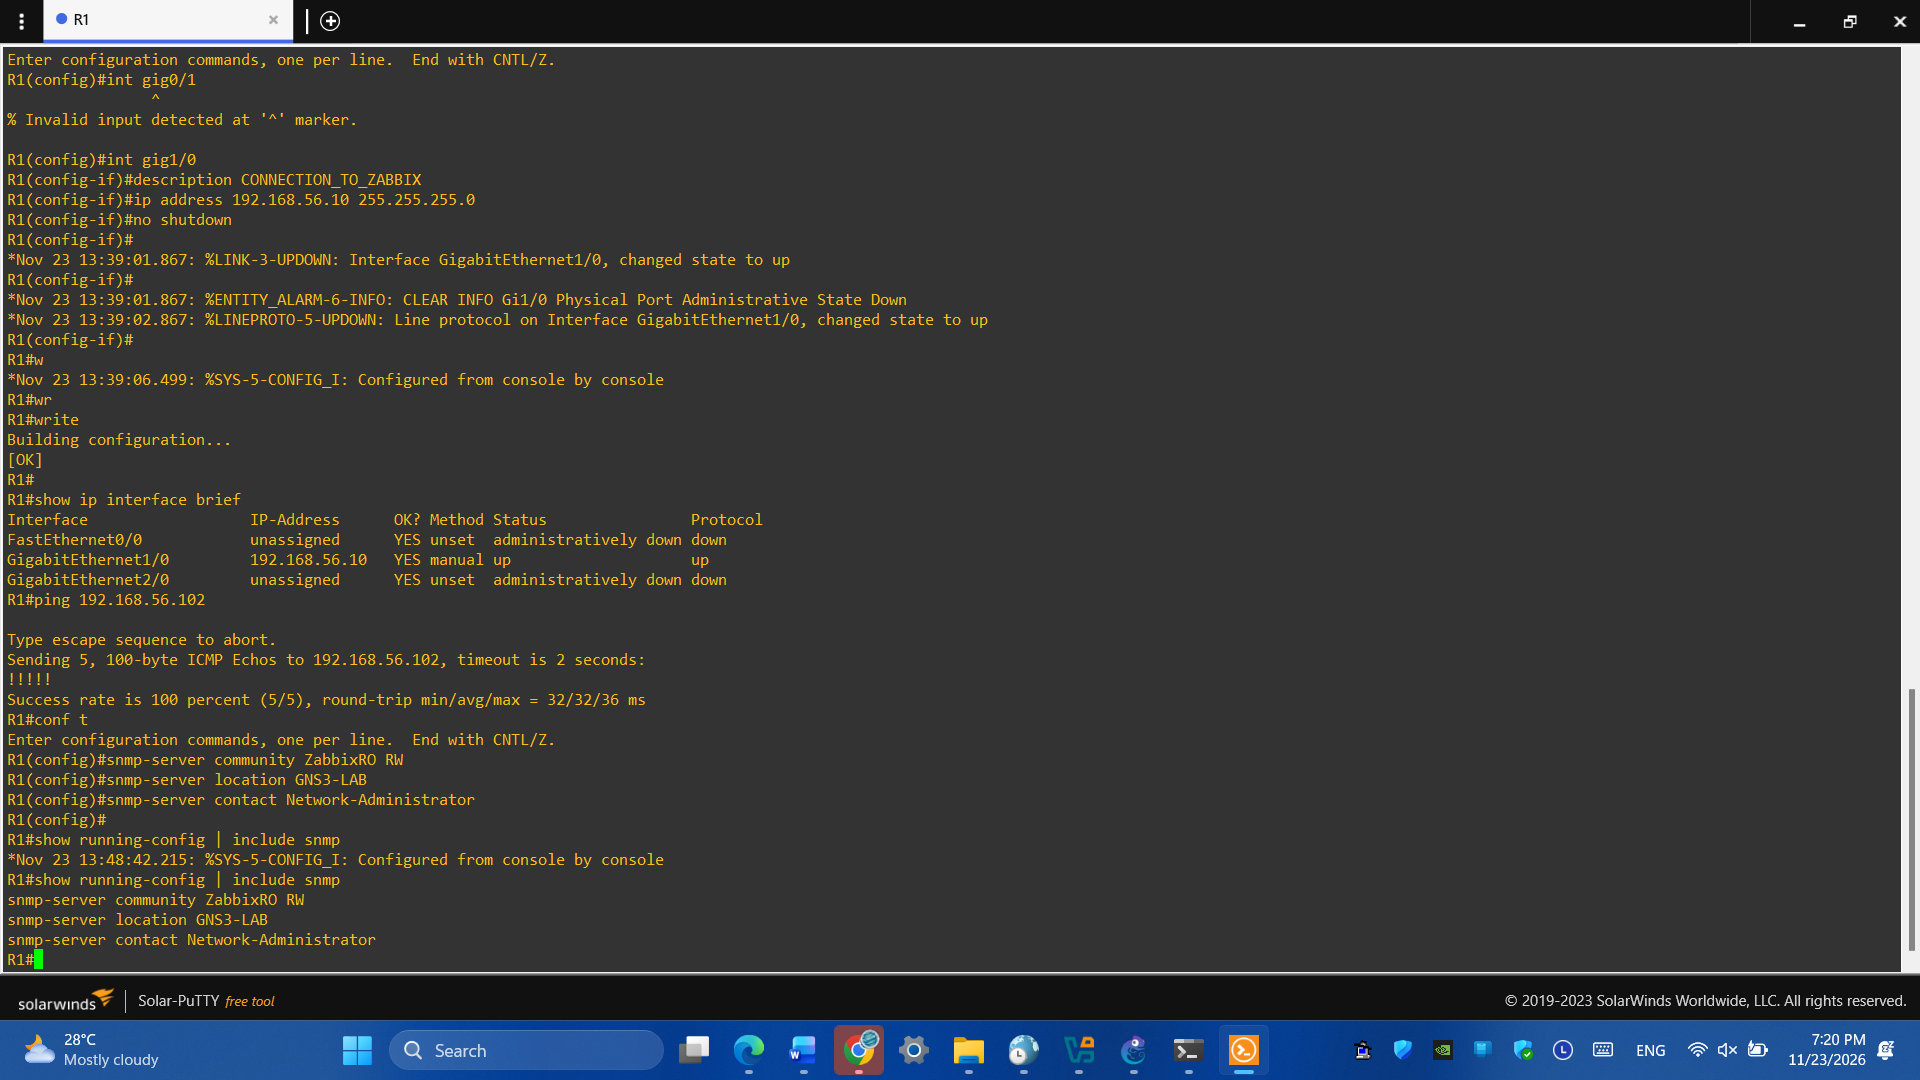 R1
Enter configuration commands, one per line.  End with CNTL/Z.
R1(config)#int gig0/1
^
% Invalid input detected at '^' marker.
R1(config)#int gig1/0
R1(config-if)#description CONNECTION_TO_ZABBIX
R1(config-if)#ip address 192.168.56.10 255.255.255.0
R1(config-if)#no shutdown
R1(config-if)#
*Nov 23 13:39:01.867: %LINK-3-UPDOWN: Interface GigabitEthernet1/0, changed state to up
R1(config-if)#
*Nov 23 13:39:01.867: %ENTITY_ALARM-6-INFO: CLEAR INFO Gi1/0 Physical Port Administrative State Down
*Nov 23 13:39:02.867: %LINEPROTO-5-UPDOWN: Line protocol on Interface GigabitEthernet1/0, changed state to up
R1(config-if)#
R1#w
*Nov 23 13:39:06.499: %SYS-5-CONFIG_I: Configured from console by console
R1#wr
R1#write
Building configuration...
[OK]
R1#
R1#show ip interface brief
Interface                  IP-Address      OK? Method Status                Protocol
FastEthernet0/0            unassigned      YES unset  administratively down down
GigabitEthernet1/0         192.168.56.10   YES manual up                    up
GigabitEthernet2/0         unassigned      YES unset  administratively down down
R1#ping 192.168.56.102
Type escape sequence to abort.
Sending 5, 100-byte ICMP Echos to 192.168.56.102, timeout is 2 seconds:
!!!!!
Success rate is 100 percent (5/5), round-trip min/avg/max = 32/32/36 ms
R1#conf t
Enter configuration commands, one per line.  End with CNTL/Z.
R1(config)#snmp-server community ZabbixRO RW
R1(config)#snmp-server location GNS3-LAB
R1(config)#snmp-server contact Network-Administrator
R1(config)#
R1#show running-config | include snmp
*Nov 23 13:48:42.215: %SYS-5-CONFIG_I: Configured from console by console
R1#show running-config | include snmp
snmp-server community ZabbixRO RW
snmp-server location GNS3-LAB
snmp-server contact Network-Administrator
R1#
solarwinds Solar-PuTTY free tool © 2019-2023 SolarWinds Worldwide, LLC. All rights reserved.
28°C
Mostly cloudy
Search
ENG
7:20 PM
11/23/2026